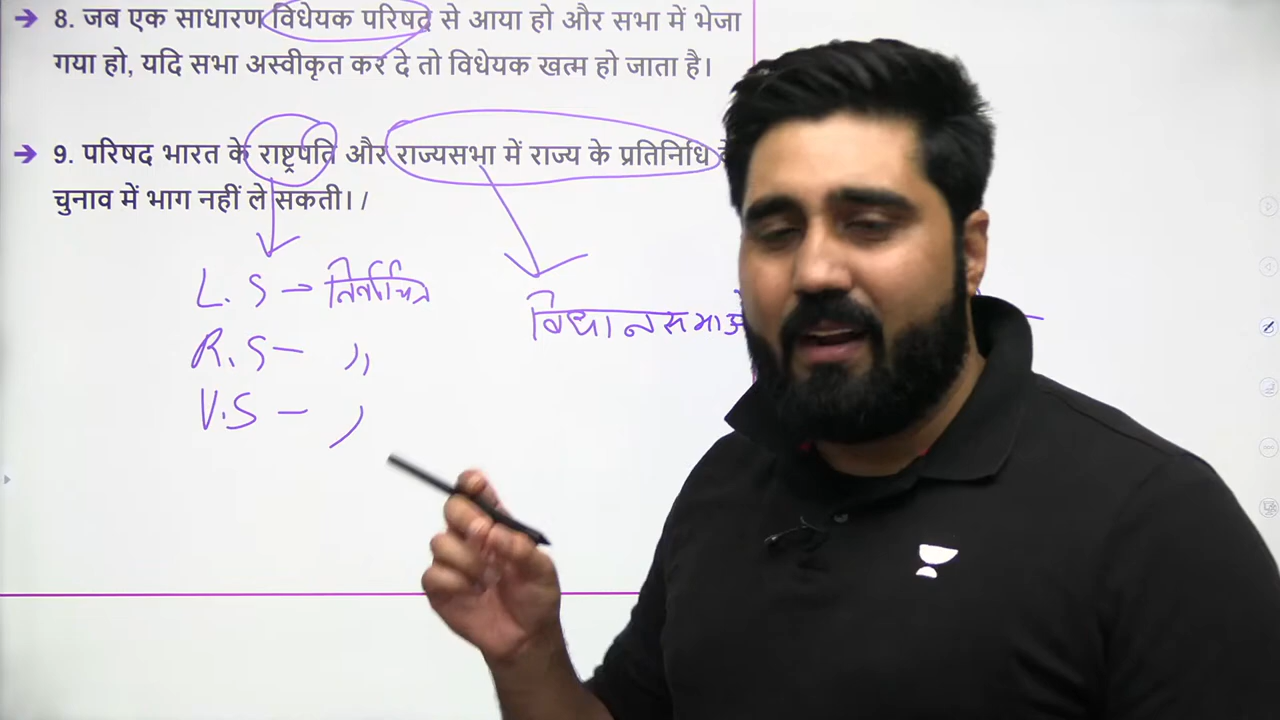 → 8. जब एक साधारण विधेयक परिषद से आया हो और सभा में भेजा
गया हो, यदि सभा अस्वीकृत कर दे तो विधेयक खत्म हो जाता है।
→ 9. परिषद भारत के राष्ट्रपति और राज्यसभा में राज्य के प्रतिनिधि
चुनाव में भाग नहीं ले सकती। /
L.S → निर्वाचित
विधानसभाओ
R.S — ,,
V.S — ,